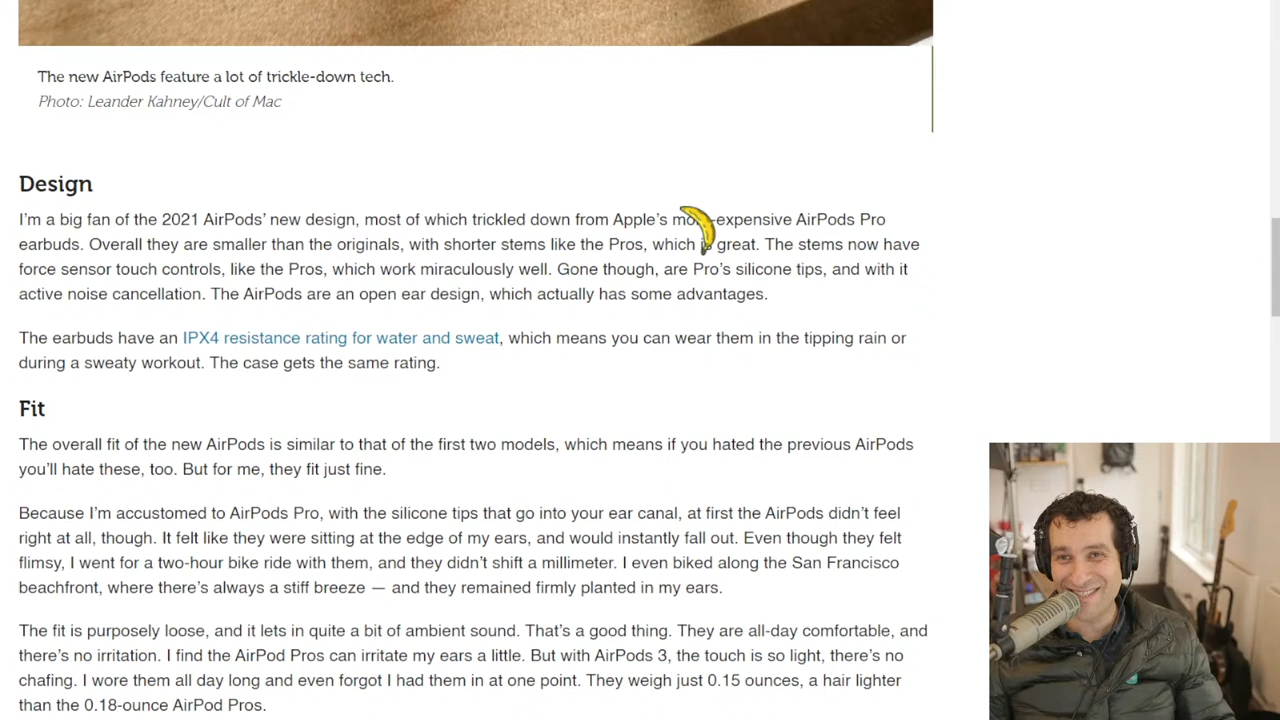 The new AirPods feature a lot of trickle-down tech.
Photo: Leander Kahney/Cult of Mac
Design
I'm a big fan of the 2021 AirPods' new design, most of which trickled down from Apple's -expensive AirPods Pro
earbuds. Overall they are smaller than the originals, with shorter stems like the Pros, which great. The stems now have
force sensor touch controls, like the Pros, which work miraculously well. Gone though, are Pro's silicone tips, and with it
active noise cancellation. The AirPods are an open ear design, which actually has some advantages.
The earbuds have an IPX4 resistance rating for water and sweat, which means you can wear them in the tipping rain or
during a sweaty workout. The case gets the same rating.
Fit
The overall fit of the new AirPods is similar to that of the first two models, which means if you hated the previous AirPods
you'll hate these, too. But for me, they fit just fine.
Because I'm accustomed to AirPods Pro, with the silicone tips that go into your ear canal, at first the AirPods didn't feel
right at all, though. It felt like they were sitting at the edge of my ears, and would instantly fall out. Even though they felt
flimsy, I went for a two-hour bike ride with them, and they didn't shift a millimeter. I even biked along the San Francisco
beachfront, where there's always a stiff breeze — and they remained firmly planted in my ears.
The fit is purposely loose, and it lets in quite a bit of ambient sound. That's a good thing. They are all-day comfortable, and
there's no irritation. I find the AirPod Pros can irritate my ears a little. But with AirPods 3, the touch is so light, there's no
chafing. I wore them all day long and even forgot I had them in at one point. They weigh just 0.15 ounces, a hair lighter
than the 0.18-ounce AirPod Pros.